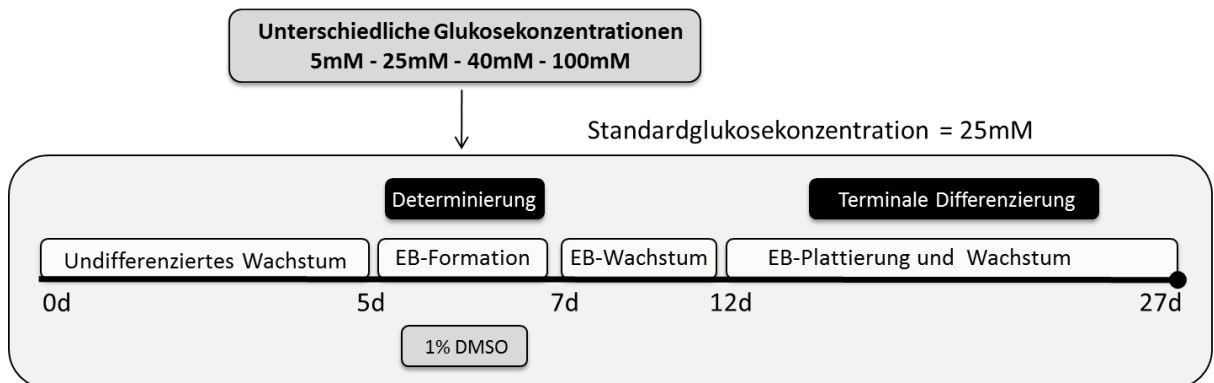 Unterschiedliche Glukosekonzentrationen
5mM - 25mM - 40mM - 100mM
Standardglukosekonzentration = 25mM
Determinierung
Terminale Differenzierung
Undifferenziertes Wachstum
EB-Formation
EB-Wachstum
EB-Plattierung und Wachstum
0d
5d
7d
12d
27d
1% DMSO